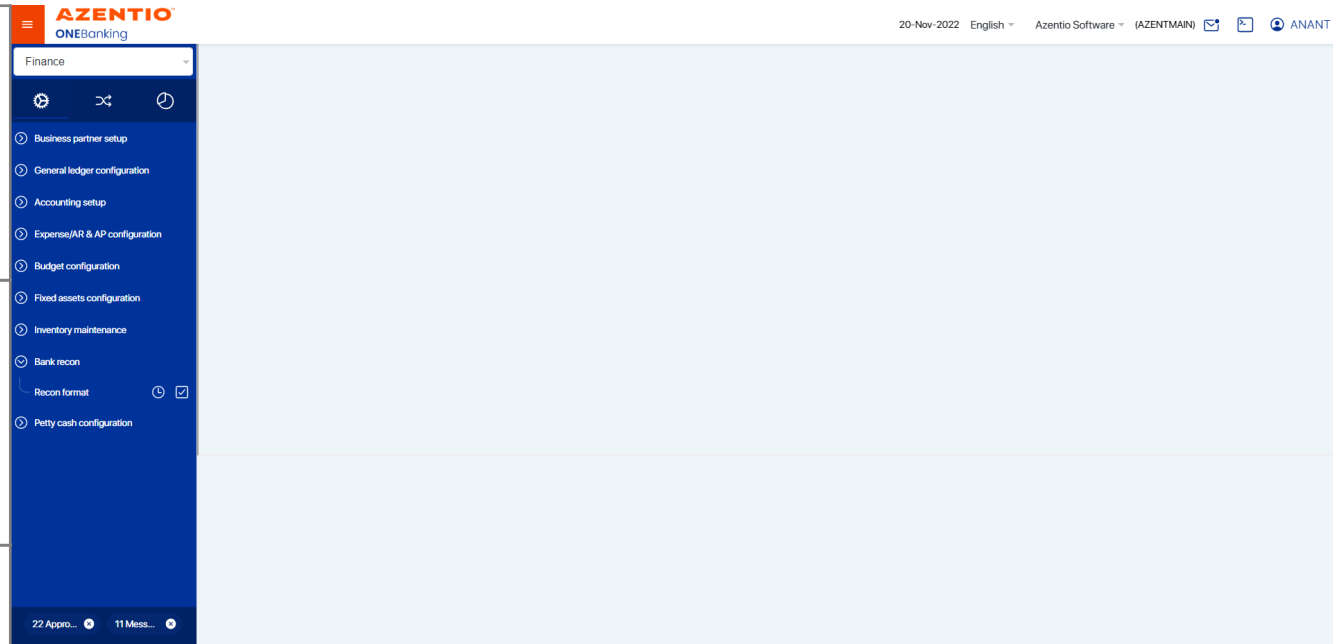 AZENTIO™
ONEBanking
20-Nov-2022 English Azentio Software (AZENTMAIN) ANANT
Finance
Business partner setup
General ledger configuration
Accounting setup
Expense/AR & AP configuration
Budget configuration
Fixed assets configuration
Inventory maintenance
Bank recon
Recon format
Petty cash configuration
22 Appro... 11 Mess...